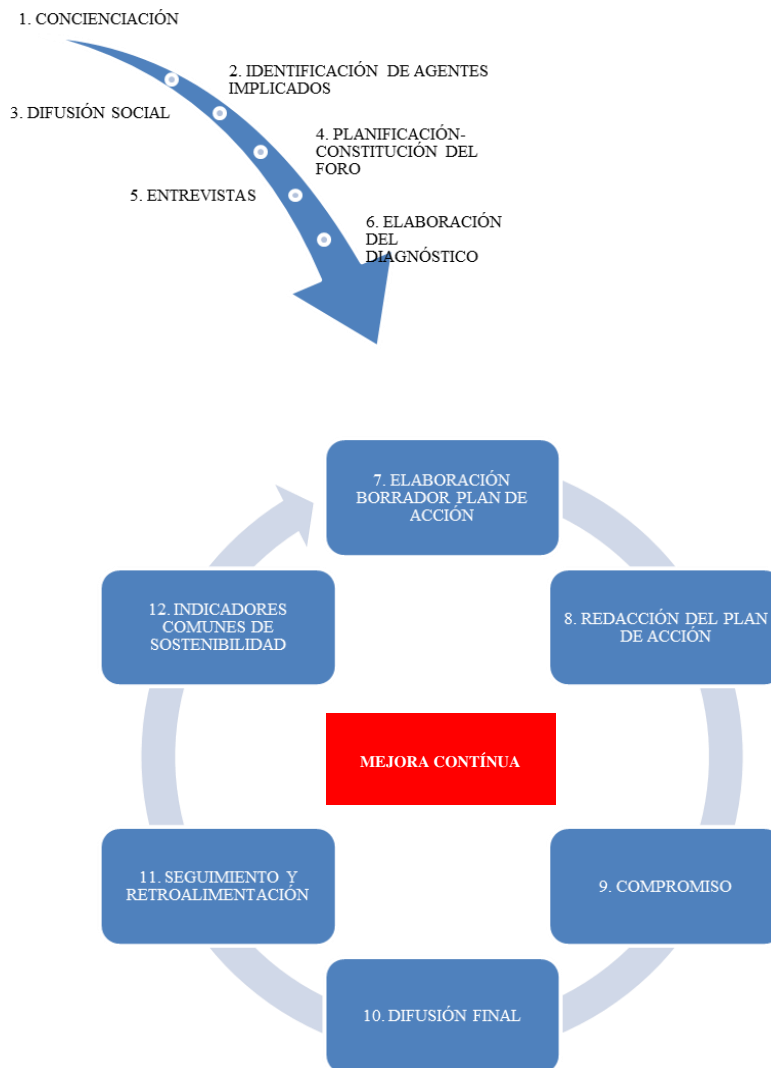 1. CONCIENCIACIÓN
2. IDENTIFICACIÓN DE AGENTES
IMPLICADOS
3. DIFUSIÓN SOCIAL
4. PLANIFICACIÓN-
CONSTITUCIÓN DEL
FORO
5. ENTREVISTAS
6. ELABORACIÓN
DEL
DIAGNÓSTICO
7. ELABORACIÓN
BORRADOR PLAN DE
ACCIÓN
8. REDACCIÓN DEL PLAN
DE ACCIÓN
9. COMPROMISO
10. DIFUSIÓN FINAL
11. SEGUIMIENTO Y
RETROALIMENTACIÓN
12. INDICADORES
COMUNES DE
SOSTENIBILIDAD
MEJORA CONTÍNUA